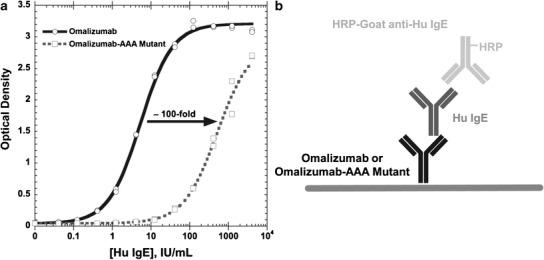 a
Omalizumab
Omalizumab-AAA Mutant
~ 100-fold
Optical Density
3.5
3
2.5
2
1.5
1
0.5
0
0 0.1 1 10 100 1000 10⁴
[Hu IgE], IU/mL
b
HRP-Goat anti-Hu IgE
HRP
Hu IgE
Omalizumab or
Omalizumab-AAA Mutant